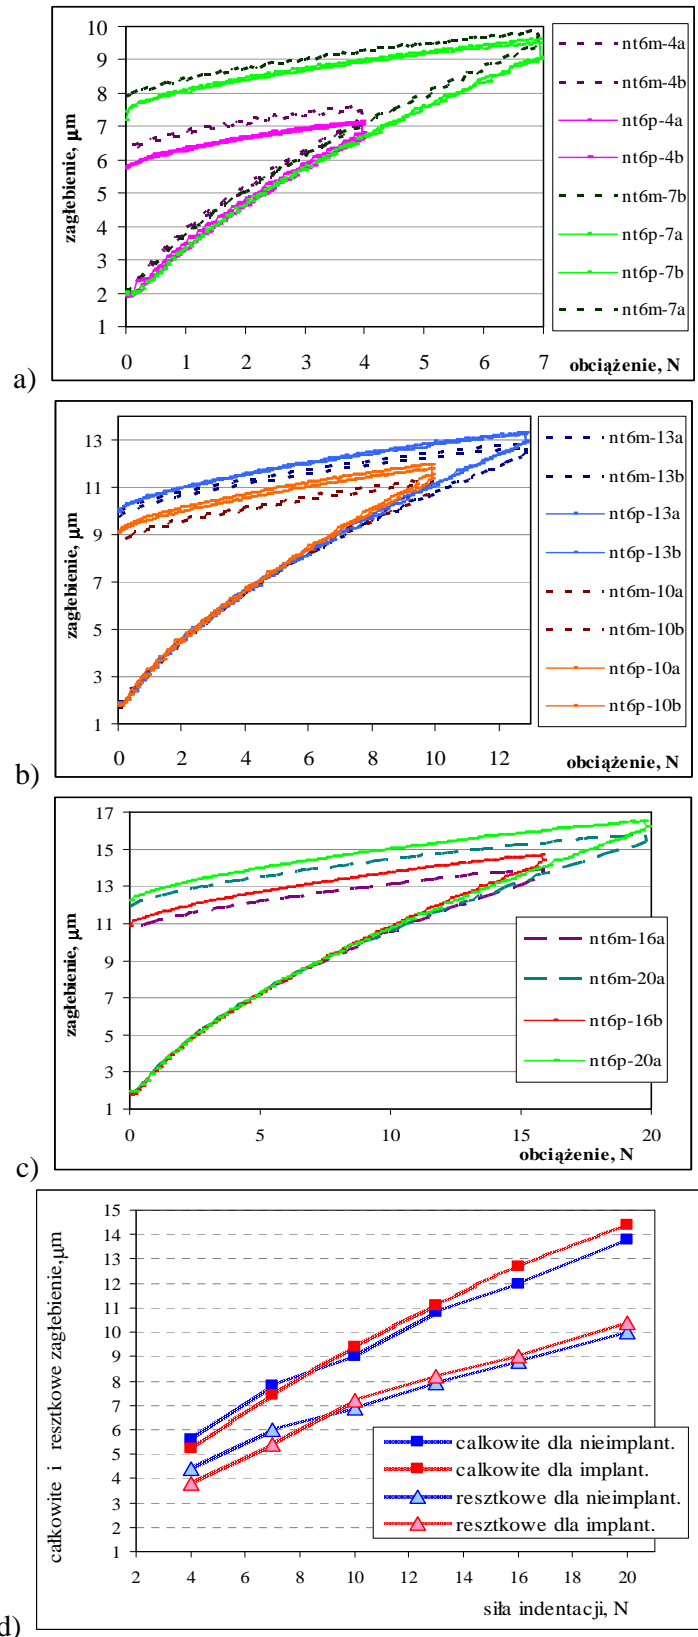 10
9
8
7
6
5
4
3
2
1
zagłebienie, µm
0 1 2 3 4 5 6 7
obciążenie, N
nt6m-4a
nt6m-4b
nt6p-4a
nt6p-4b
nt6m-7b
nt6p-7a
nt6p-7b
nt6m-7a
a)
13
11
9
7
5
3
1
zagłebienie, µm
0 2 4 6 8 10 12
obciążenie, N
nt6m-13a
nt6m-13b
nt6p-13a
nt6p-13b
nt6m-10a
nt6m-10b
nt6p-10a
nt6p-10b
b)
17
15
13
11
9
7
5
3
1
zagłebienie, µm
0 5 10 15 20
obciążenie, N
nt6m-16a
nt6m-20a
nt6p-16b
nt6p-20a
c)
15
14
13
12
11
10
9
8
7
6
5
4
3
2
1
całkowite i resztkowe zagłebienie,µm
2 4 6 8 10 12 14 16 18 20
siła indentacji, N
całkowite dla nieimplant.
całkowite dla implant.
resztkowe dla nieimplant.
resztkowe dla implant.
d)